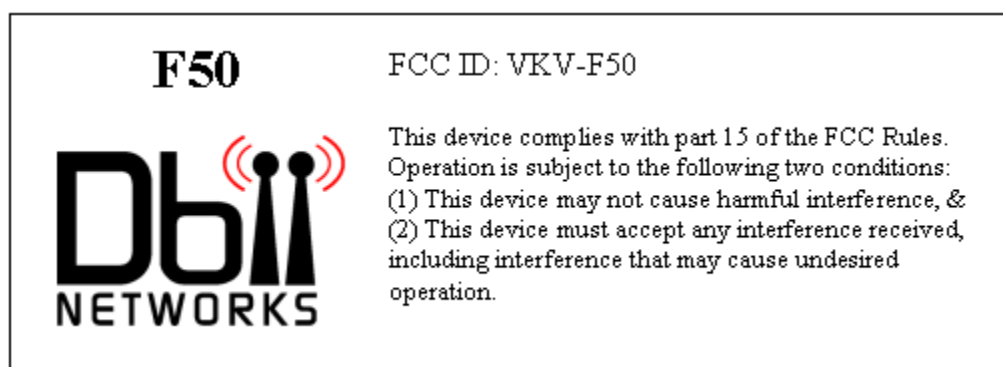 F50
Dbii
NETWORKS
FCC ID: VKV-F50
This device complies with part 15 of the FCC Rules.
Operation is subject to the following two conditions:
(1) This device may not cause harmful interference, &
(2) This device must accept any interference received,
including interference that may cause undesired
operation.